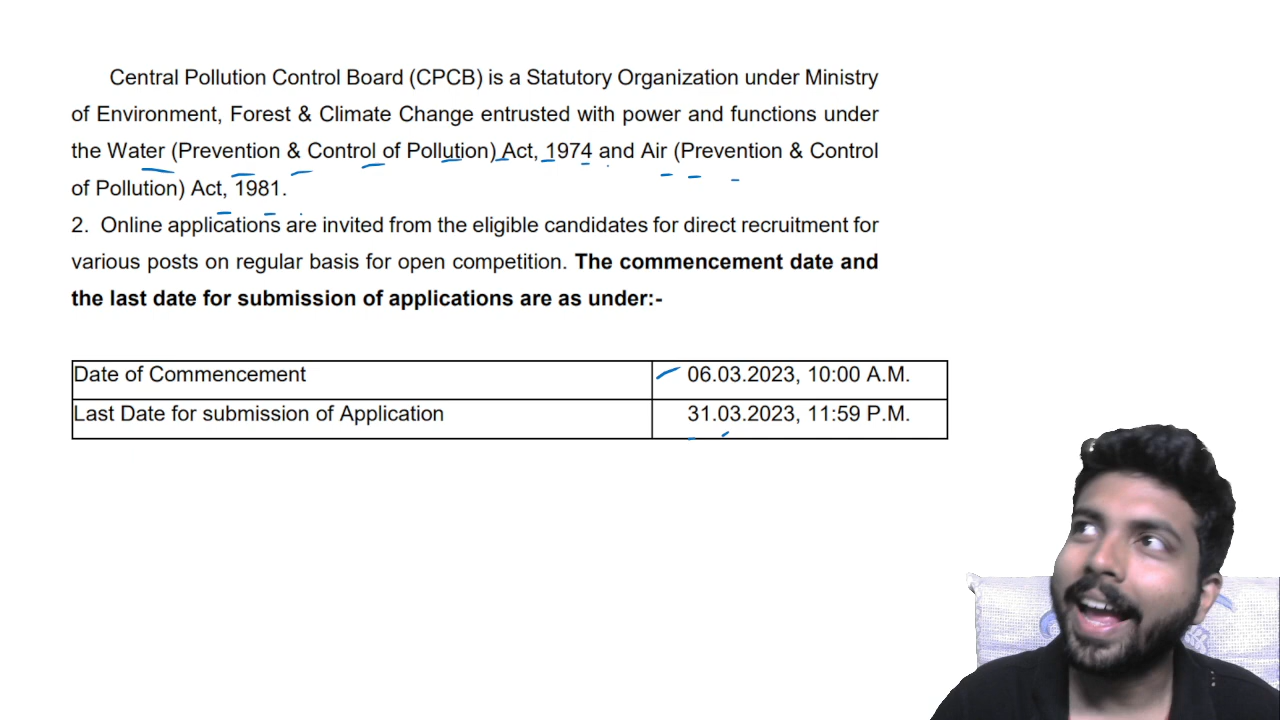 Central Pollution Control Board (CPCB) is a Statutory Organization under Ministry
of Environment, Forest & Climate Change entrusted with power and functions under
the Water (Prevention & Control of Pollution) Act, 1974 and Air (Prevention & Control
of Pollution) Act, 1981.
2. Online applications are invited from the eligible candidates for direct recruitment for
various posts on regular basis for open competition. The commencement date and
the last date for submission of applications are as under:-
Date of Commencement 06.03.2023, 10:00 A.M.
Last Date for submission of Application 31.03.2023, 11:59 P.M.